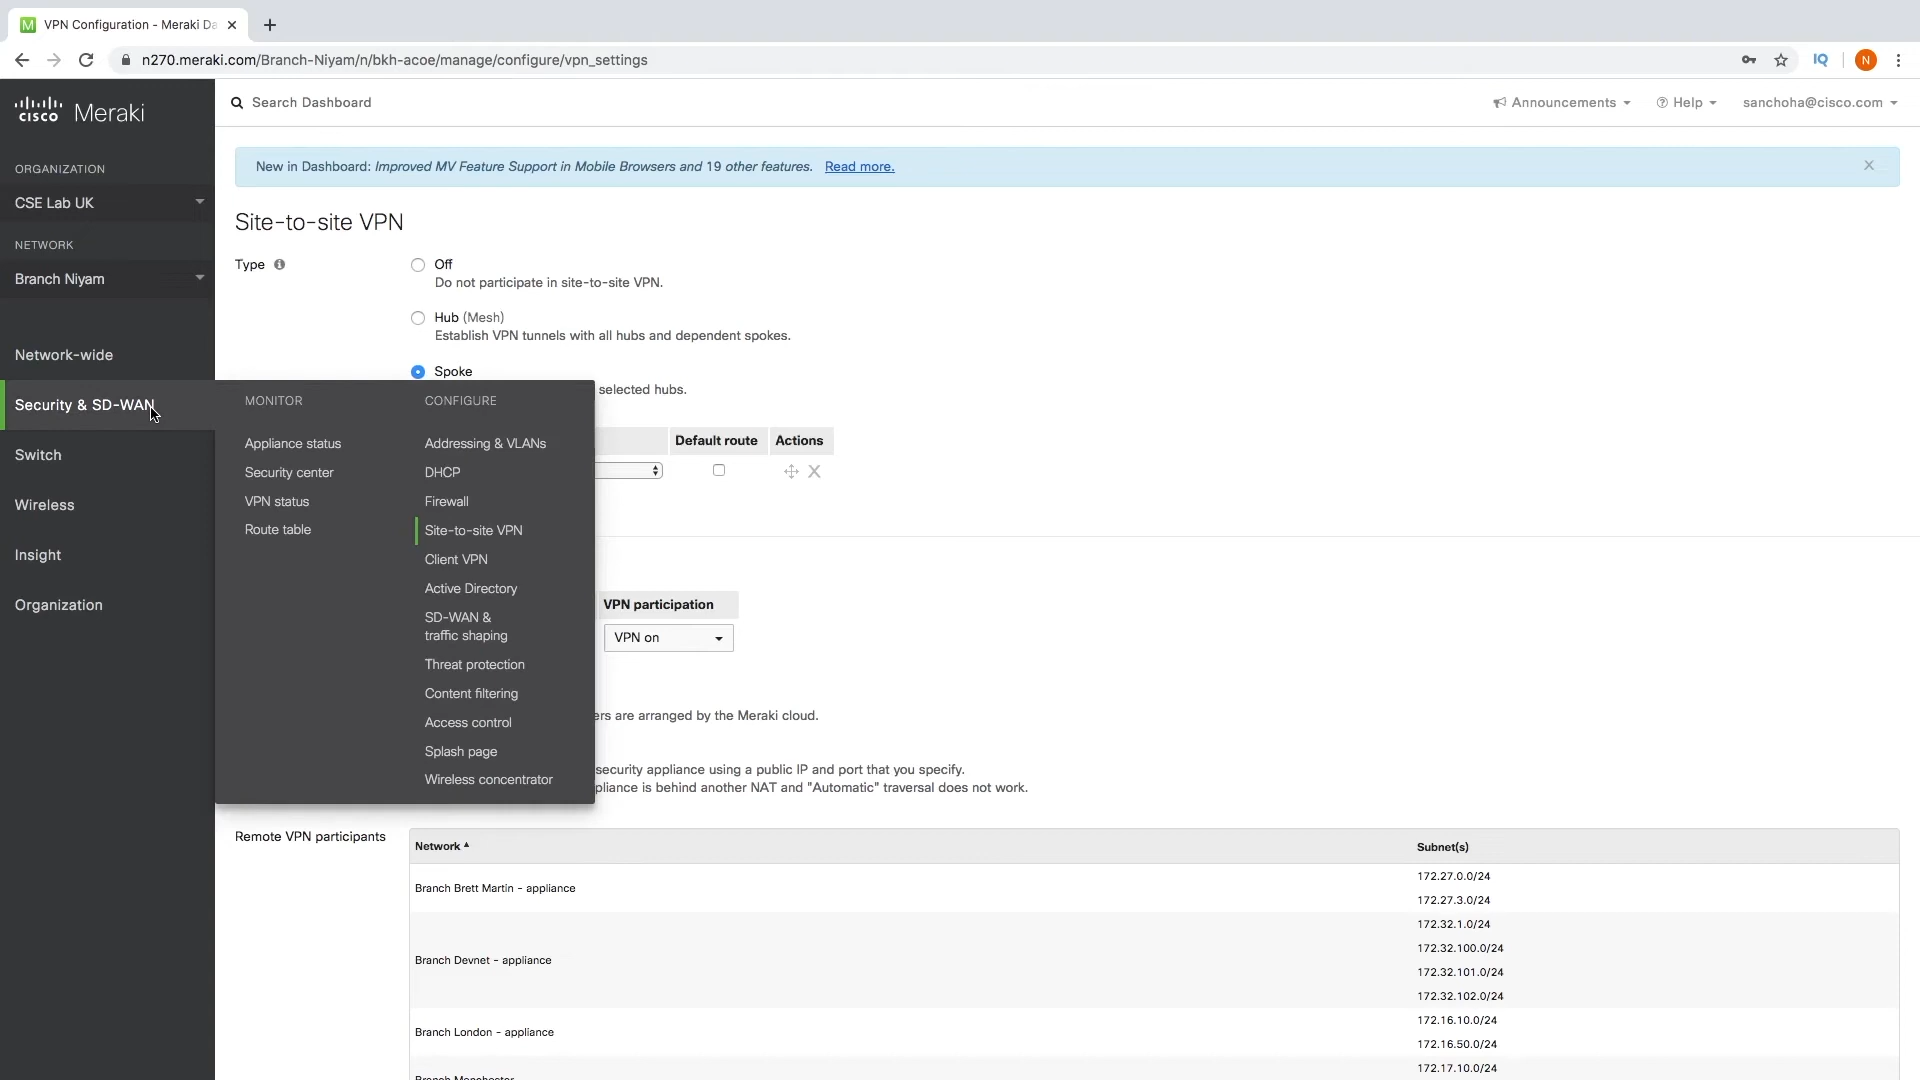 VPN Configuration - Meraki Da
n270.meraki.com/Branch-Niyam/n/bkh-acoe/manage/configure/vpn_settings
IQ
N
cisco Meraki
Search Dashboard
Announcements
Help
sanchoha@cisco.com
ORGANIZATION
CSE Lab UK
NETWORK
Branch Niyam
Network-wide
Security & SD-WAN
Switch
Wireless
Insight
Organization
New in Dashboard: Improved MV Feature Support in Mobile Browsers and 19 other features. Read more.
Site-to-site VPN
Type
Off
Do not participate in site-to-site VPN.
Hub (Mesh)
Establish VPN tunnels with all hubs and dependent spokes.
Spoke
selected hubs.
MONITOR
Appliance status
Security center
VPN status
Route table
CONFIGURE
Addressing & VLANs
DHCP
Firewall
Site-to-site VPN
Client VPN
Active Directory
SD-WAN &
traffic shaping
Threat protection
Content filtering
Access control
Splash page
Wireless concentrator
Default route
Actions
VPN participation
VPN on
ers are arranged by the Meraki cloud.
security appliance using a public IP and port that you specify.
pliance is behind another NAT and "Automatic" traversal does not work.
Remote VPN participants
Network
Subnet(s)
Branch Brett Martin - appliance
172.27.0.0/24
172.27.3.0/24
Branch Devnet - appliance
172.32.1.0/24
172.32.100.0/24
172.32.101.0/24
172.32.102.0/24
Branch London - appliance
172.16.10.0/24
172.16.50.0/24
172.17.10.0/24